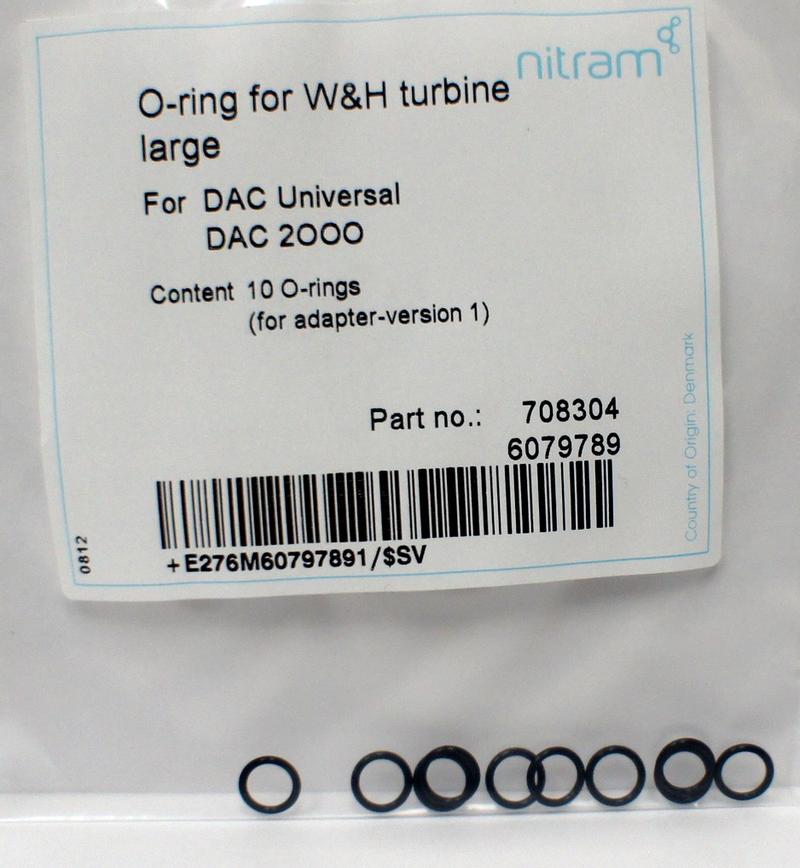 nitram
O-ring for W&H turbine
large
For DAC Universal
DAC 2000
Content 10 O-rings
(for adapter-version 1)
Part no.: 708304
6079789
+E276M60797891/$SV
0812
Country of Origin: Denmark